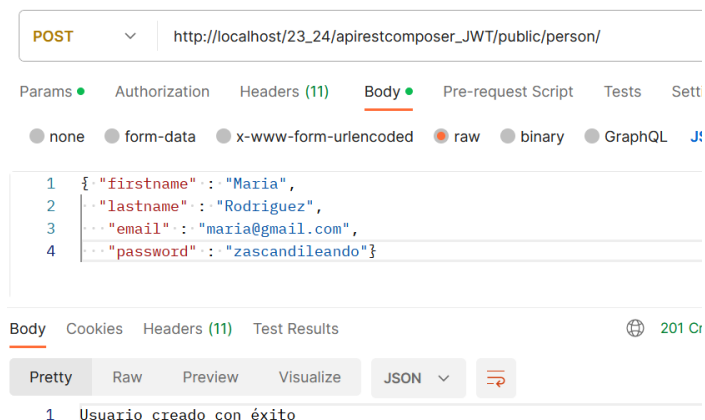 POST http://localhost/23_24/apirestcomposer_JWT/public/person/
Params Authorization Headers (11) Body Pre-request Script Tests
none form-data x-www-form-urlencoded raw binary GraphQL
1 { "firstname" : "Maria",
2 "lastname" : "Rodriguez",
3 "email" : "maria@gmail.com",
4 "password" : "zascandileando"}
Body Cookies Headers (11) Test Results 201
Pretty Raw Preview Visualize JSON
1 Usuario creado con éxito